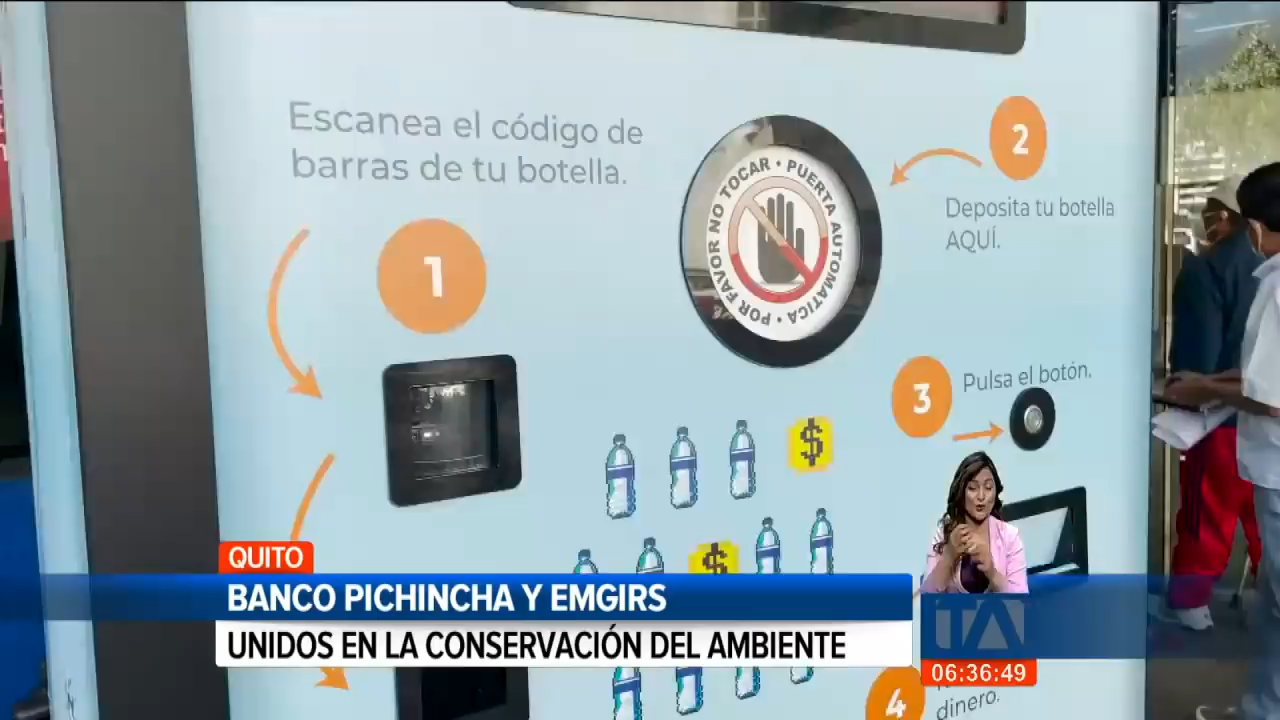 Escanea el código de
barras de tu botella.
1
POR FAVOR NO TOCAR • PUERTA AUTOMATICA •
2
Deposita tu botella
AQUÍ.
3
Pulsa el botón.
$
$
4
dinero.
QUITO
BANCO PICHINCHA Y EMGIRS
UNIDOS EN LA CONSERVACIÓN DEL AMBIENTE
TA
06:36:49